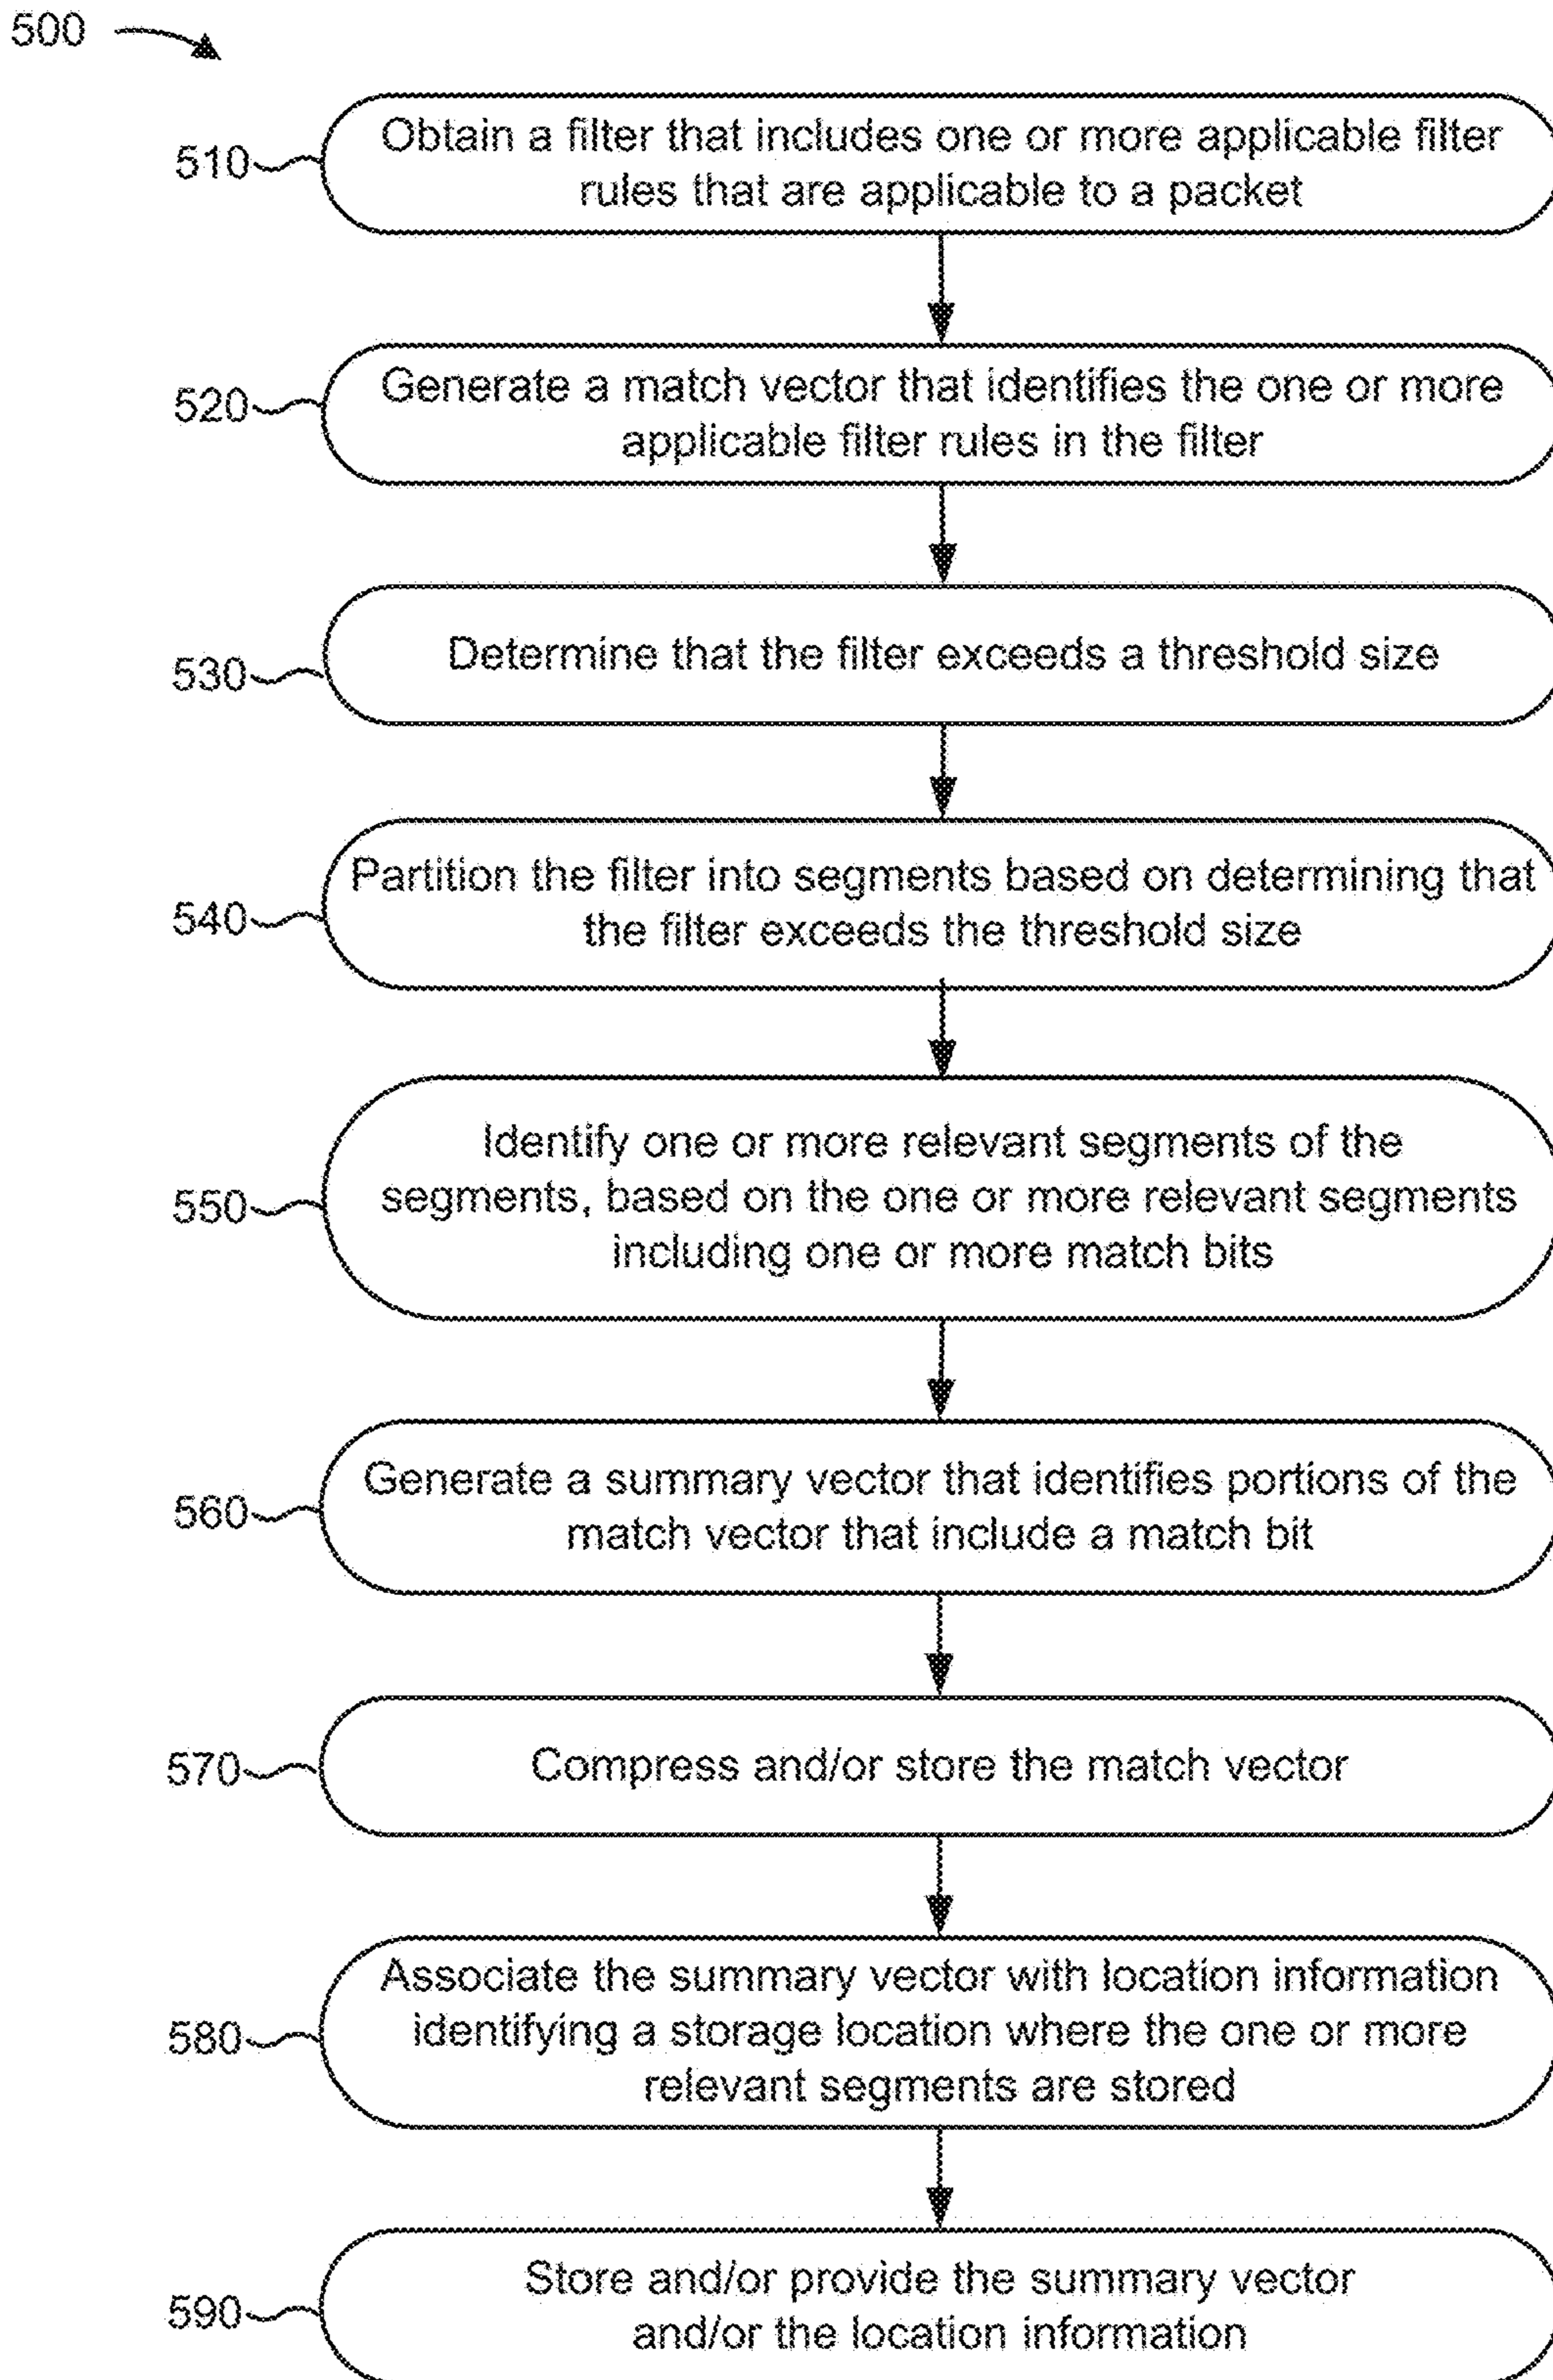 500
510
Obtain a filter that includes one or more applicable filter
rules that are applicable to a packet
520
Generate a match vector that identifies the one or more
applicable filter rules in the filter
530
Determine that the filter exceeds a threshold size
540
Partition the filter into segments based on determining that
the filter exceeds the threshold size
550
Identify one or more relevant segments of the
segments, based on the one or more relevant segments
including one or more match bits
560
Generate a summary vector that identifies portions of the
match vector that include a match bit
570
Compress and/or store the match vector
580
Associate the summary vector with location information
identifying a storage location where the one or more
relevant segments are stored
590
Store and/or provide the summary vector
and/or the location information